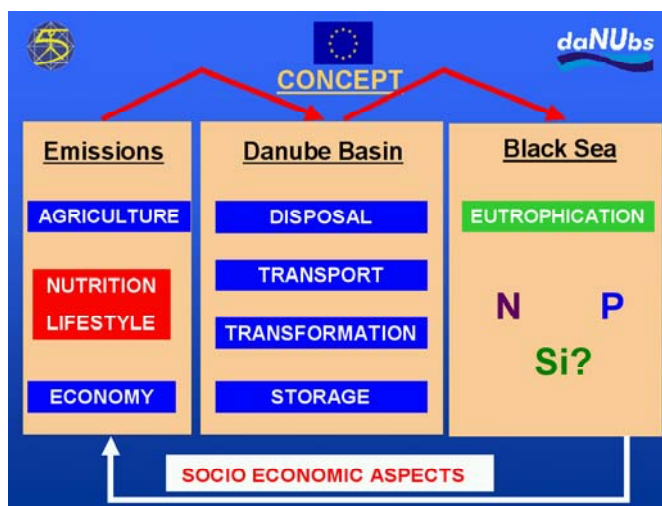 daNUbs
CONCEPT
Emissions
AGRICULTURE
NUTRITION
LIFESTYLE
ECONOMY
Danube Basin
DISPOSAL
TRANSPORT
TRANSFORMATION
STORAGE
Black Sea
EUTROPHICATION
N P
Si?
SOCIO ECONOMIC ASPECTS